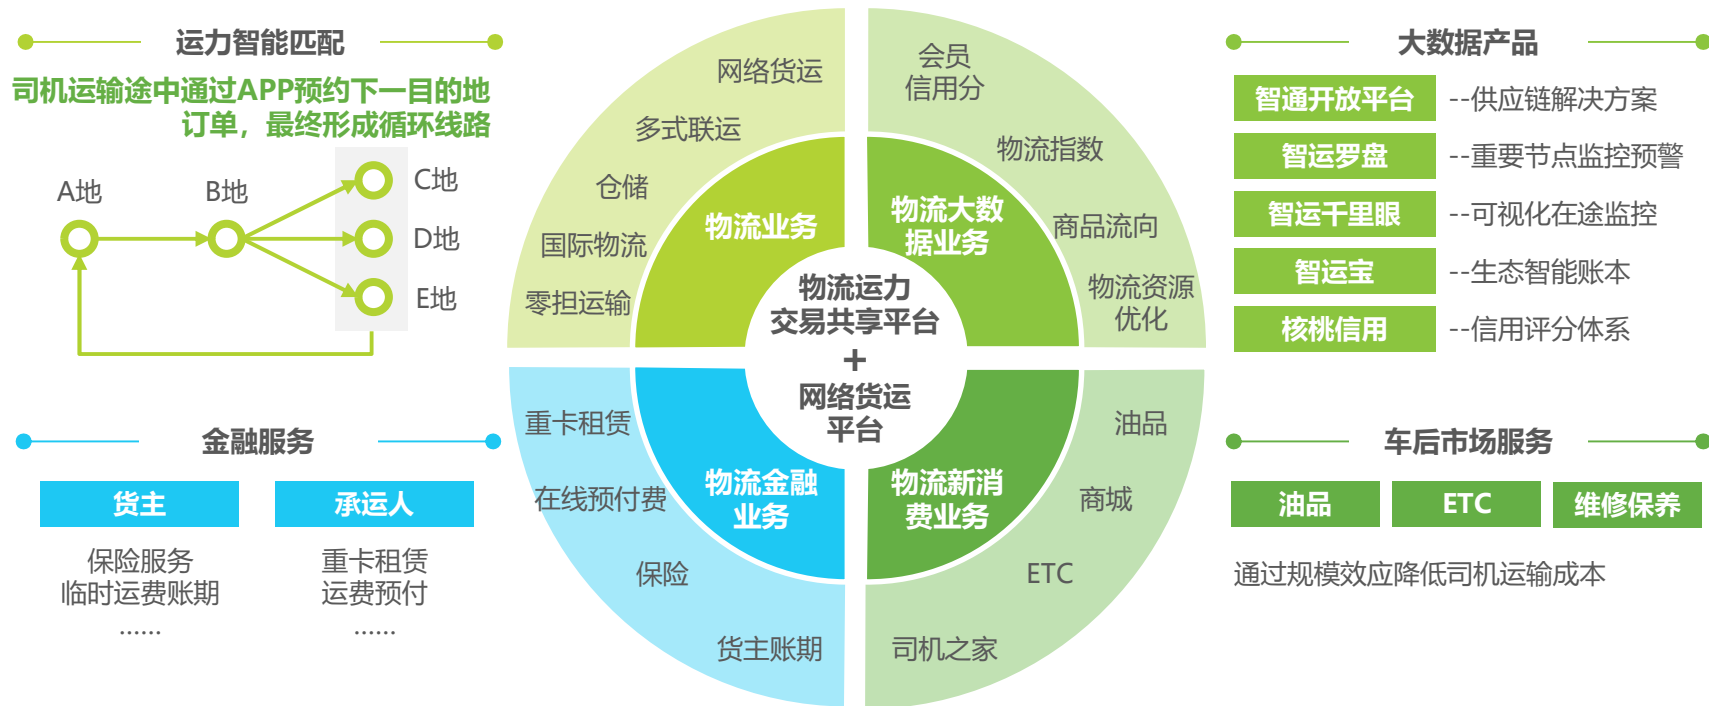 运力智能匹配
司机运输途中通过APP预约下一目的地
订单，最终形成循环线路
A地
B地
C地
D地
E地
金融服务
货主
承运人
保险服务
临时运费账期
......
重卡租赁
运费预付
......
网络货运
多式联运
仓储
国际物流
零担运输
物流业务
会员
信用分
物流指数
商品流向
物流资源
优化
物流大数
据业务
物流运力
交易共享平台
+
网络货运
平台
重卡租赁
在线预付费
保险
货主账期
物流金融
业务
物流新消
费业务
油品
商城
ETC
司机之家
大数据产品
智通开放平台 --供应链解决方案
智运罗盘 --重要节点监控预警
智运千里眼 --可视化在途监控
智运宝 --生态智能账本
核桃信用 --信用评分体系
车后市场服务
油品
ETC
维修保养
通过规模效应降低司机运输成本